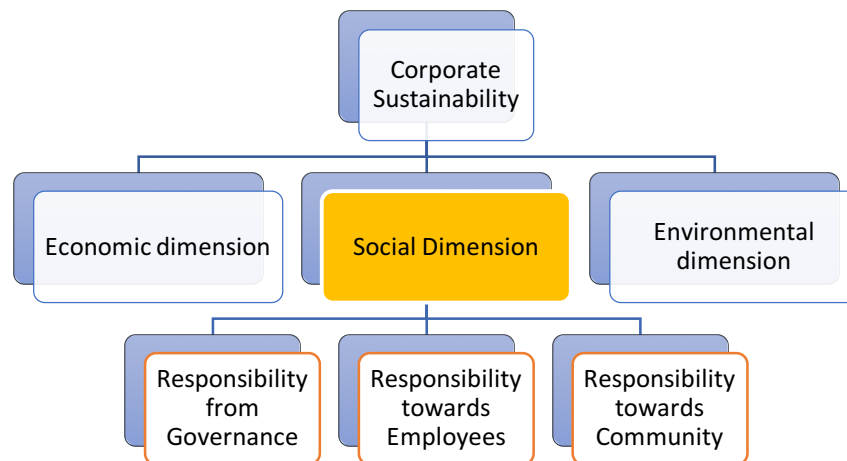 Corporate
Sustainability
Economic dimension
Social Dimension
Environmental
dimension
Responsibility
from
Governance
Responsibility
towards
Employees
Responsibility
towards
Community